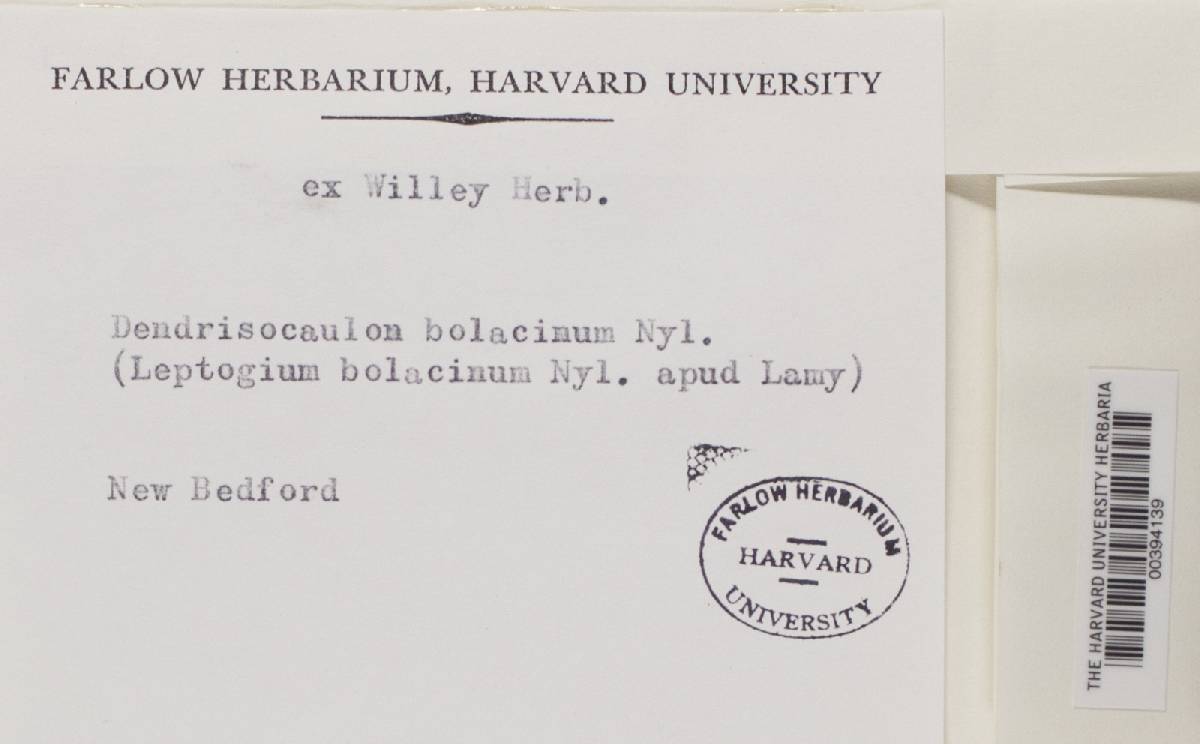 FARLOW HERBARIUM, HARVARD UNIVERSITY
ex Willey Herb.
Dendrisocaulon bolacinum Nyl.
(Leptogium bolacinum Nyl. apud Lamy)
New Bedford
FARLOW HERBARIUM
HARVARD
UNIVERSITY
THE HARVARD UNIVERSITY HERBARIA
00394139